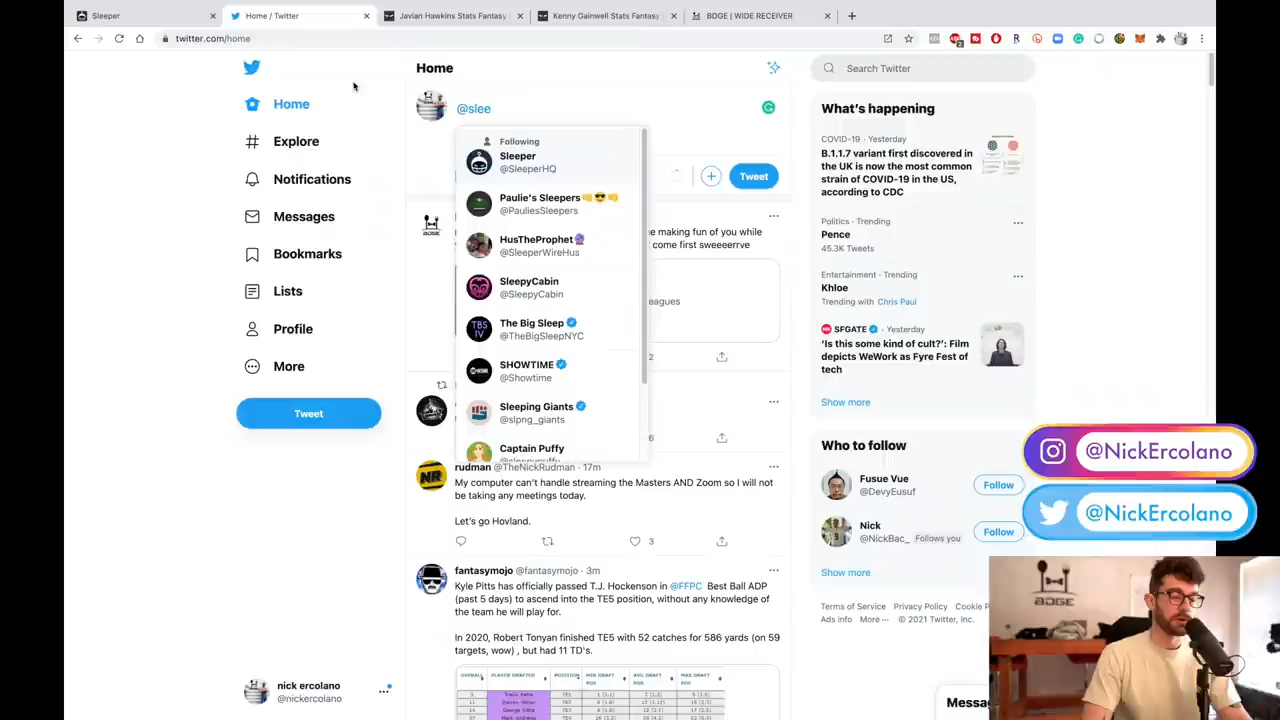 Sleeper
Home / Twitter
Javian Hawkins Stats Fantasy
Kenny Gainwell Stats Fantasy
BDGE | WIDE RECEIVER
twitter.com/home
Home
Explore
Notifications
Messages
Bookmarks
Lists
Profile
More
Tweet
nick ercolano
@nickercolano
Home
@slee
Tweet
Following
Sleeper
@SleeperHQ
Paulie's Sleepers🤜😎🤛
@PauliesSleepers
HusTheProphet🔮
@SleeperWireHus
SleepyCabin
@SleepyCabin
The Big Sleep
@TheBigSleepNYC
SHOWTIME
@Showtime
Sleeping Giants
@slpng_giants
Captain Puffy
making fun of you while
come first sweeeerrve
eagues
2
6
rudman @TheNickRudman · 17m
My computer can't handle streaming the Masters AND Zoom so I will not
be taking any meetings today.
Let's go Hovland.
3
fantasymojo @fantasymojo · 3m
Kyle Pitts has officially passed T.J. Hockenson in @FFPC Best Ball ADP
(past 5 days) to ascend into the TE5 position, without any knowledge of
the team he will play for.
In 2020, Robert Tonyan finished TE5 with 52 catches for 586 yards (on 59
targets, wow) , but had 11 TD's.
Search Twitter
What's happening
COVID-19 · Yesterday
B.1.1.7 variant first discovered in
the UK is now the most common
strain of COVID-19 in the US,
according to CDC
Politics · Trending
Pence
45.3K Tweets
Entertainment · Trending
Khloe
Trending with Chris Paul
SFGATE · Yesterday
'Is this some kind of cult?': Film
depicts WeWork as Fyre Fest of
tech
Show more
Who to follow
Fusue Vue
@DevyEusuf
Follow
Nick
@NickBac_ Follows you
Follow
Show more
Terms of Service Privacy Policy Cookie P
Ads Info More ··· © 2021 Twitter, Inc.
Messa
@NickErcolano
@NickErcolano
BDGE